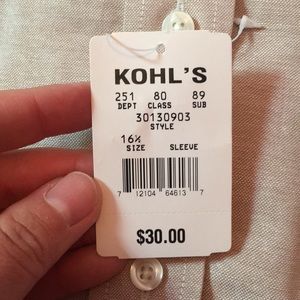 KOHL'S
251 80 89
DEPT CLASS SUB
30130903
STYLE
16½
SIZE SLEEVE
7 12104 64613 7
$30.00